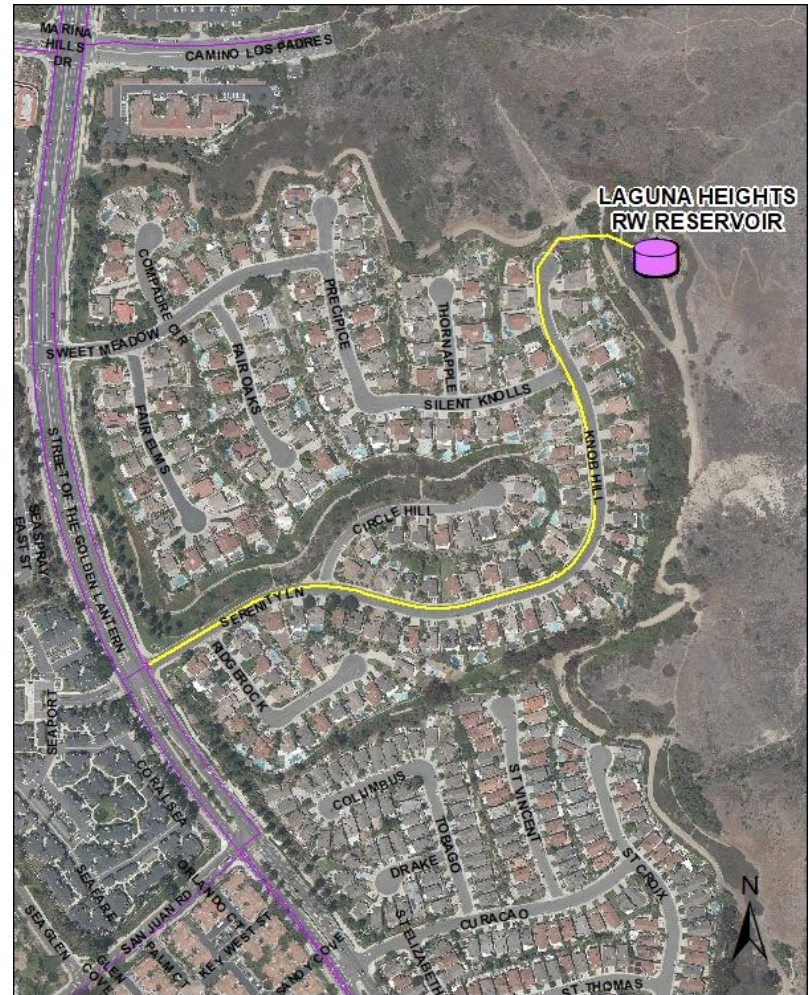 MARINA
HILLS
DR
CAMINO LOS PADRES
LAGUNA HEIGHTS
RW RESERVOIR
COMPADRE CIR
PRECIPICE
THORNAPPLE
SWEET MEADOW
FAIR OAKS
SILENT KNOLLS
FAIR ELMS
KNOB HILL
STREET OF THE GOLDEN LANTERN
SEASPRAY
EAST ST
CIRCLE HILL
SERENITY LN
RIDGEROCK
SEAPORT
CORAL SEA
COLUMBUS
TOBAGO
ST VINCENT
DRAKE
ST CROIX
N
SEAFARE
ORLANDO CT
KEY WEST ST
SAN JUAN RD
PALM CT
SEA GLEN
GLEN
COVE
SANDY COVE
ST ELIZABETH
CURACAO
ST THOMAS